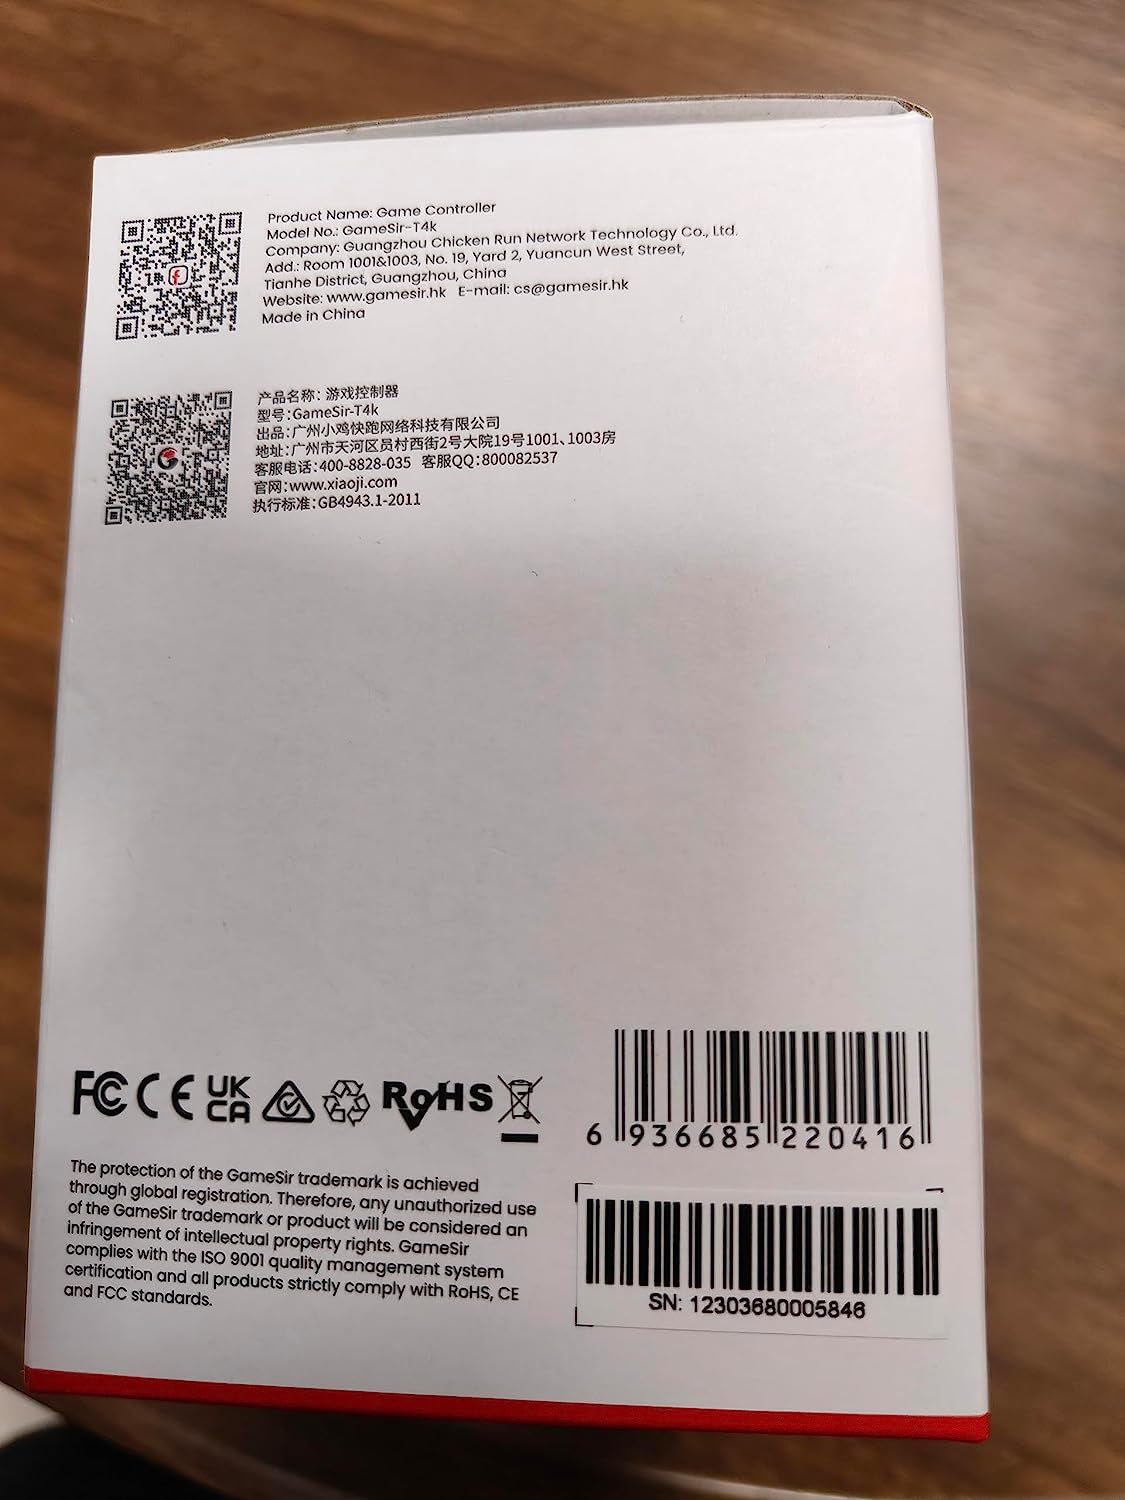 Product Name: Game Controller
Model No.: GameSir-T4k
Company: Guangzhou Chicken Run Network Technology Co., Ltd.
Add.: Room 1001&1003, No. 19, Yard 2, Yuancun West Street,
Tianhe District, Guangzhou, China
Website: www.gamesir.hk E-mail: cs@gamesir.hk
Made in China
产品名称：游戏控制器
型号：GameSir-T4k
出品：广州小鸡快跑网络科技有限公司
地址：广州市天河区员村西街2号大院19号1001、1003房
客服电话：400-8828-035 客服QQ：800082537
官网：www.xiaoji.com
执行标准：GB4943.1-2011
FC CE UK CA RoHS
6 936685 220416
The protection of the GameSir trademark is achieved
through global registration. Therefore, any unauthorized use
of the GameSir trademark or product will be considered an
infringement of intellectual property rights. GameSir
complies with the ISO 9001 quality management system
certification and all products strictly comply with RoHS, CE
and FCC standards.
SN: 12303680005846